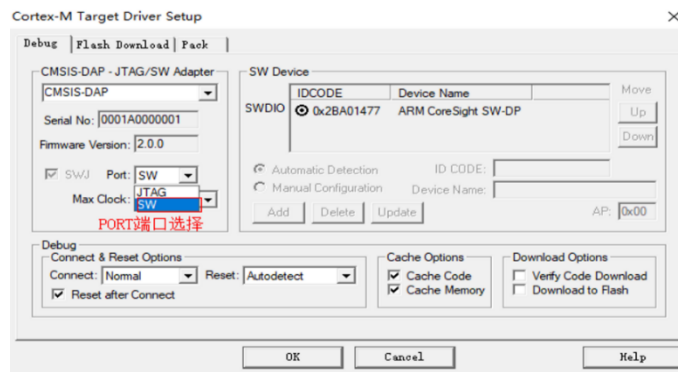 Cortex-M Target Driver Setup
Debug Flash Download Pack
CMSIS-DAP - JTAG/SW Adapter
CMSIS-DAP
Serial No: 0001A0000001
Firmware Version: 2.0.0
SWJ Port: SW
JTAG
SW
Max Clock:
PORT端口选择
SW Device
IDCODE Device Name
SWDIO 0x2BA01477 ARM CoreSight SW-DP
Move
Up
Down
Automatic Detection ID CODE:
Manual Configuration Device Name:
Add Delete Update AP: 0x00
Debug
Connect & Reset Options
Connect: Normal Reset: Autodetect
Reset after Connect
Cache Options
Cache Code
Cache Memory
Download Options
Verify Code Download
Download to Flash
OK Cancel Help